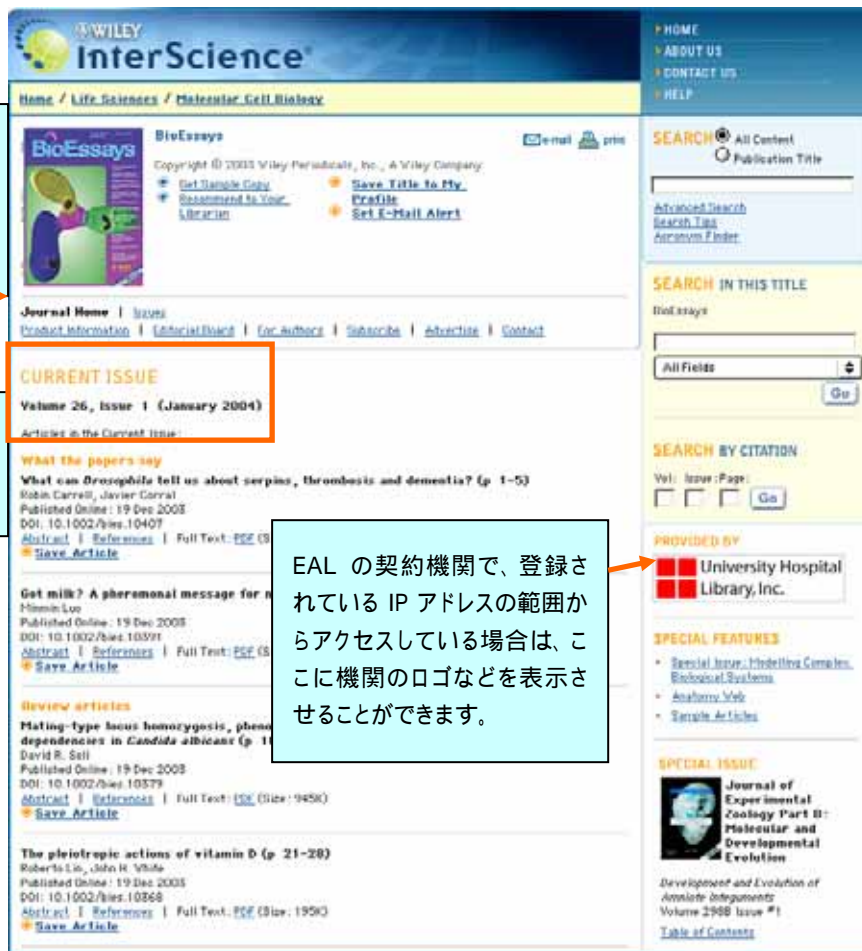 WILEY
InterScience®
HOME
ABOUT US
CONTACT US
HELP
Home / Life Sciences / Molecular Cell Biology
BioEssays
BioEssays
e-mail print
Copyright © 2003 Wiley Periodicals, Inc., A Wiley Company
Get Sample Copy
Recommend to Your
Librarian
Save Title to My
Profile
Set E-Mail Alert
Journal Home | Issues
Product Information | Editorial Board | For Authors | Subscribe | Advertise | Contact
CURRENT ISSUE
Volume 26, Issue 1 (January 2004)
Articles in the Current Issue:
What the papers say
What can Drosophila tell us about serpins, thrombosis and dementia? (p 1-5)
Robin Carrell, Javier Corral
Published Online: 19 Dec 2003
DOI: 10.1002/bies.10407
Abstract | References | Full Text: PDF (S
Save Article
Got milk? A pheromonal message for n
Minmin Luo
Published Online: 19 Dec 2003
DOI: 10.1002/bies.10391
Abstract | References | Full Text: PDF (S
Save Article
Review articles
Mating-type locus homozygosis, pheno
dependencies in Candida albicans (p 1
David R. Soll
Published Online: 19 Dec 2003
DOI: 10.1002/bies.10379
Abstract | References | Full Text: PDF (Size: 945K)
Save Article
The pleiotropic actions of vitamin D (p 21-28)
Roberto Lin, John H. White
Published Online: 19 Dec 2003
DOI: 10.1002/bies.10368
Abstract | References | Full Text: PDF (Size: 195K)
Save Article
EAL の契約機関で、登録さ
れている IP アドレスの範囲か
らアクセスしている場合は、こ
こに機関のロゴなどを表示さ
せることができます。
SEARCH All Content
Publication Title
Advanced Search
Search Tips
Acronym Finder
SEARCH IN THIS TITLE
BioEssays
All Fields
Go
SEARCH BY CITATION
Vol: Issue: Page:
Go
PROVIDED BY
University Hospital
Library, Inc.
SPECIAL FEATURES
Special Issue: Modelling Complex
Biological Systems
Anatomy Web
Sample Articles
SPECIAL ISSUE
Journal of
Experimental
Zoology Part B:
Molecular and
Developmental
Evolution
Development and Evolution of
Amniote Integuments
Volume 298B Issue #1
Table of Contents